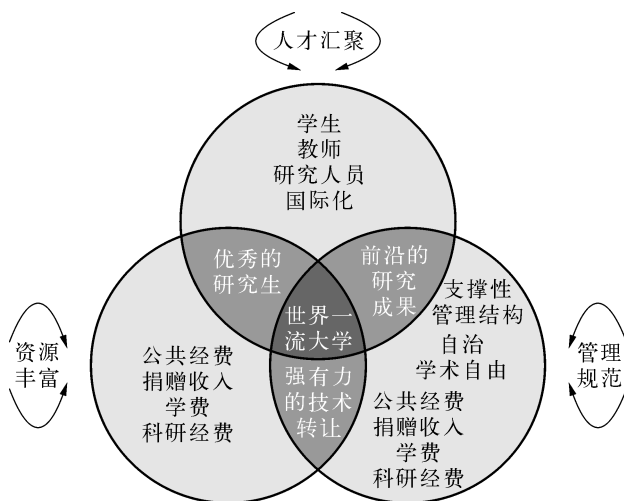 人才汇聚
学生
教师
研究人员
国际化
优秀的
研究生
前沿的
研究
成果
世界一
流大学
强有力
的技术
转让
资源
丰富
公共经费
捐赠收入
学费
科研经费
支撑性
管理结构
自治
学术自由
公共经费
捐赠收入
学费
科研经费
管理
规范